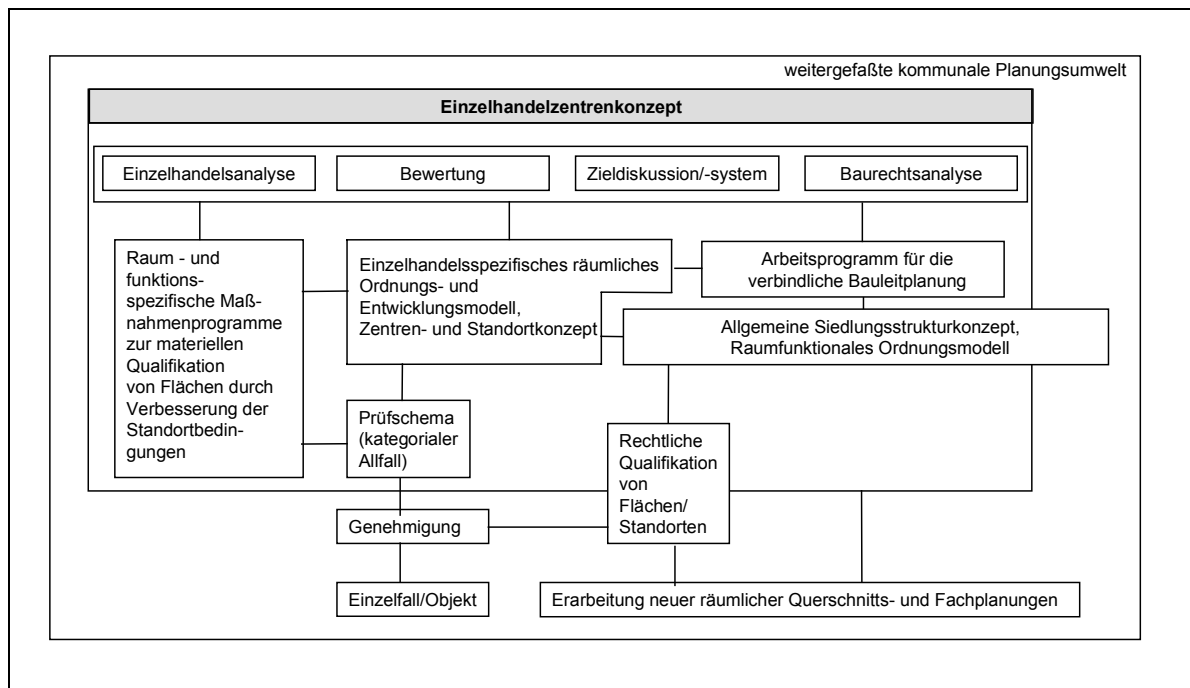 weitergefaßte kommunale Planungsumwelt
Einzelhandelzentrenkonzept
Einzelhandelsanalyse
Bewertung
Zieldiskussion/-system
Baurechtsanalyse
Raum - und
funktions-
spezifische Maß-
nahmenprogramme
zur materiellen
Qualifikation
von Flächen durch
Verbesserung der
Standortbedin-
gungen
Einzelhandelsspezifisches räumliches
Ordnungs- und
Entwicklungsmodell,
Zentren- und Standortkonzept
Arbeitsprogramm für die
verbindliche Bauleitplanung
Allgemeine Siedlungsstrukturkonzept,
Raumfunktionales Ordnungsmodell
Prüfschema
(kategorialer
Allfall)
Rechtliche
Qualifikation
von
Flächen/
Standorten
Genehmigung
Einzelfall/Objekt
Erarbeitung neuer räumlicher Querschnitts- und Fachplanungen